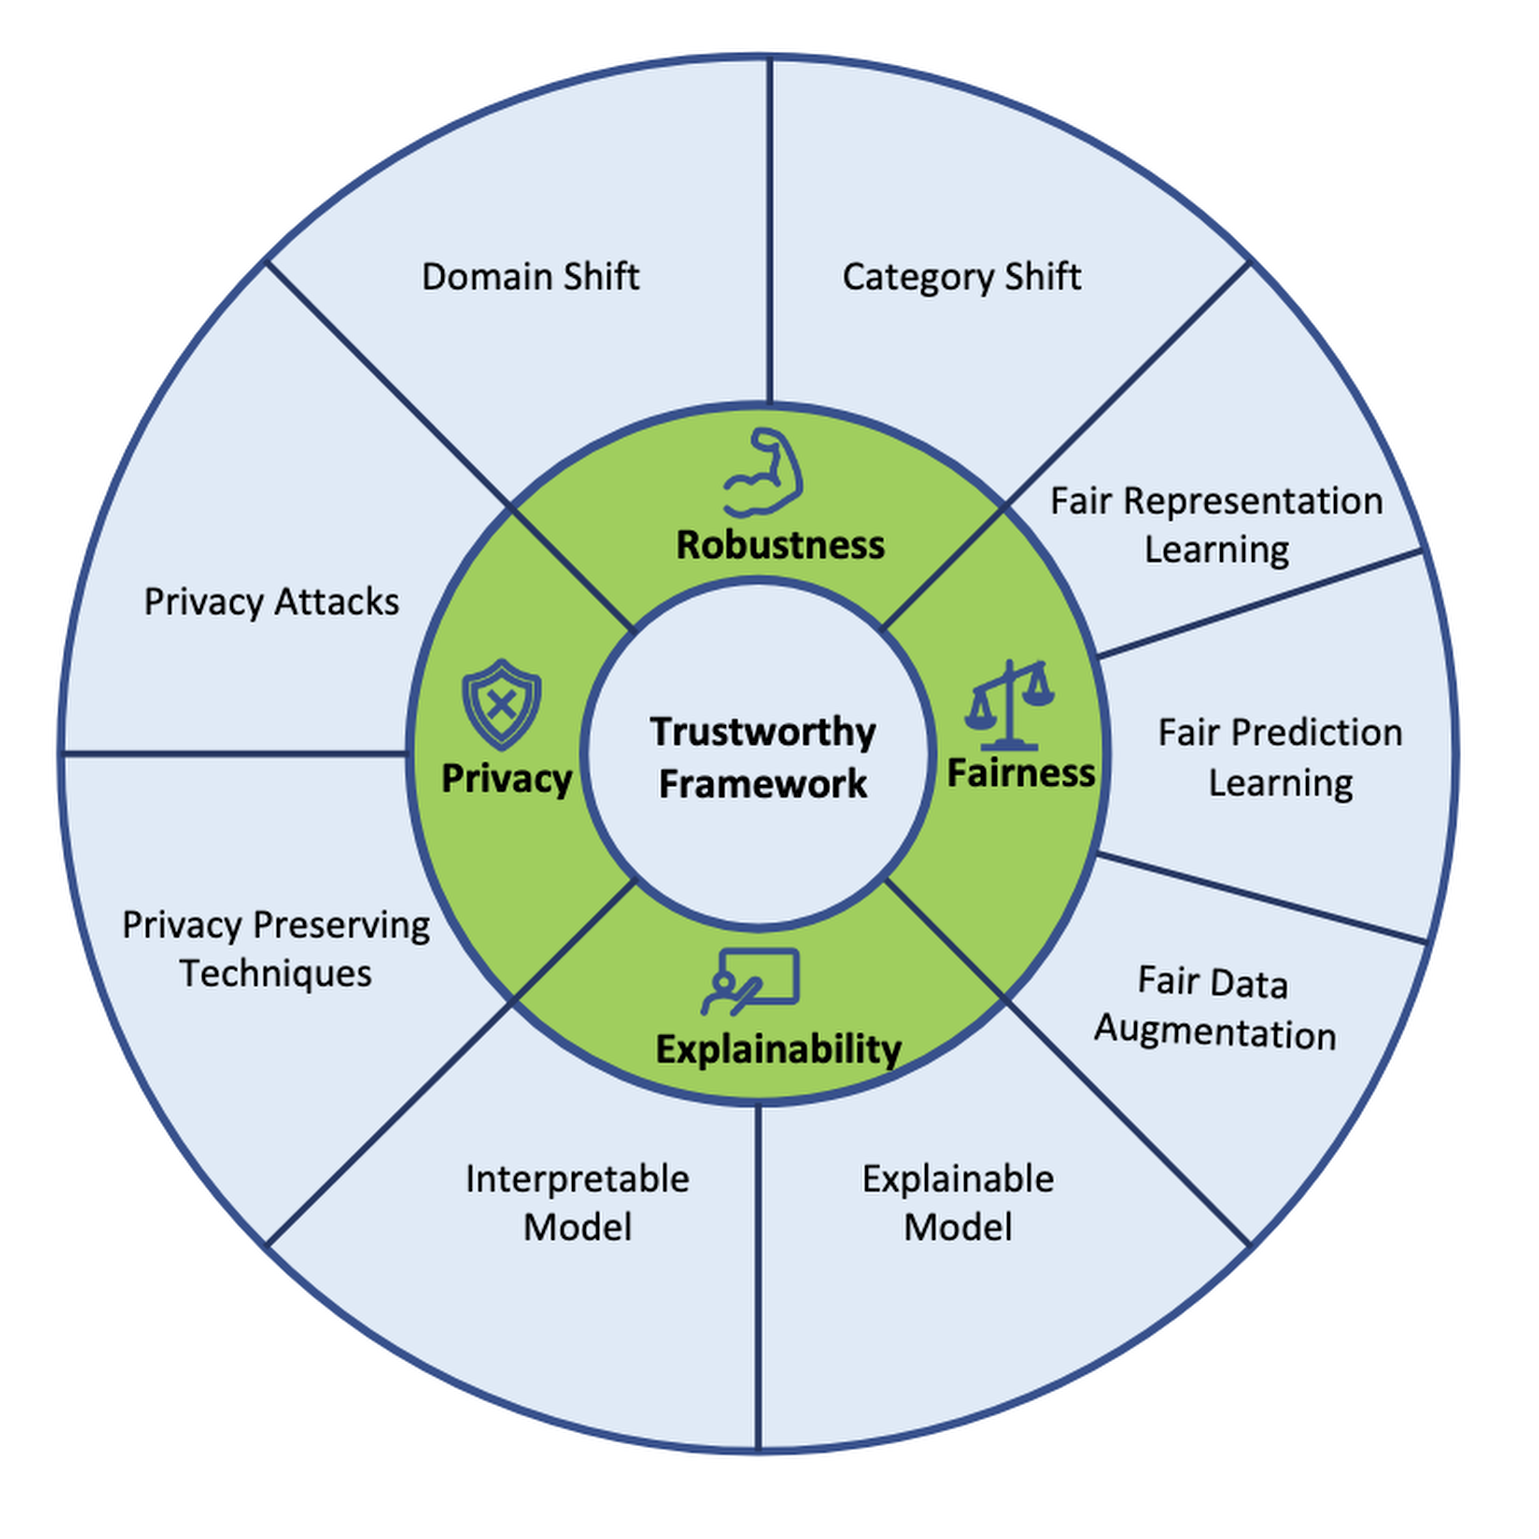 Domain Shift
Category Shift
Fair Representation
Learning
Robustness
Privacy Attacks
Privacy
Trustworthy
Framework
Fairness
Fair Prediction
Learning
Privacy Preserving
Techniques
Fair Data
Augmentation
Explainability
Interpretable
Model
Explainable
Model